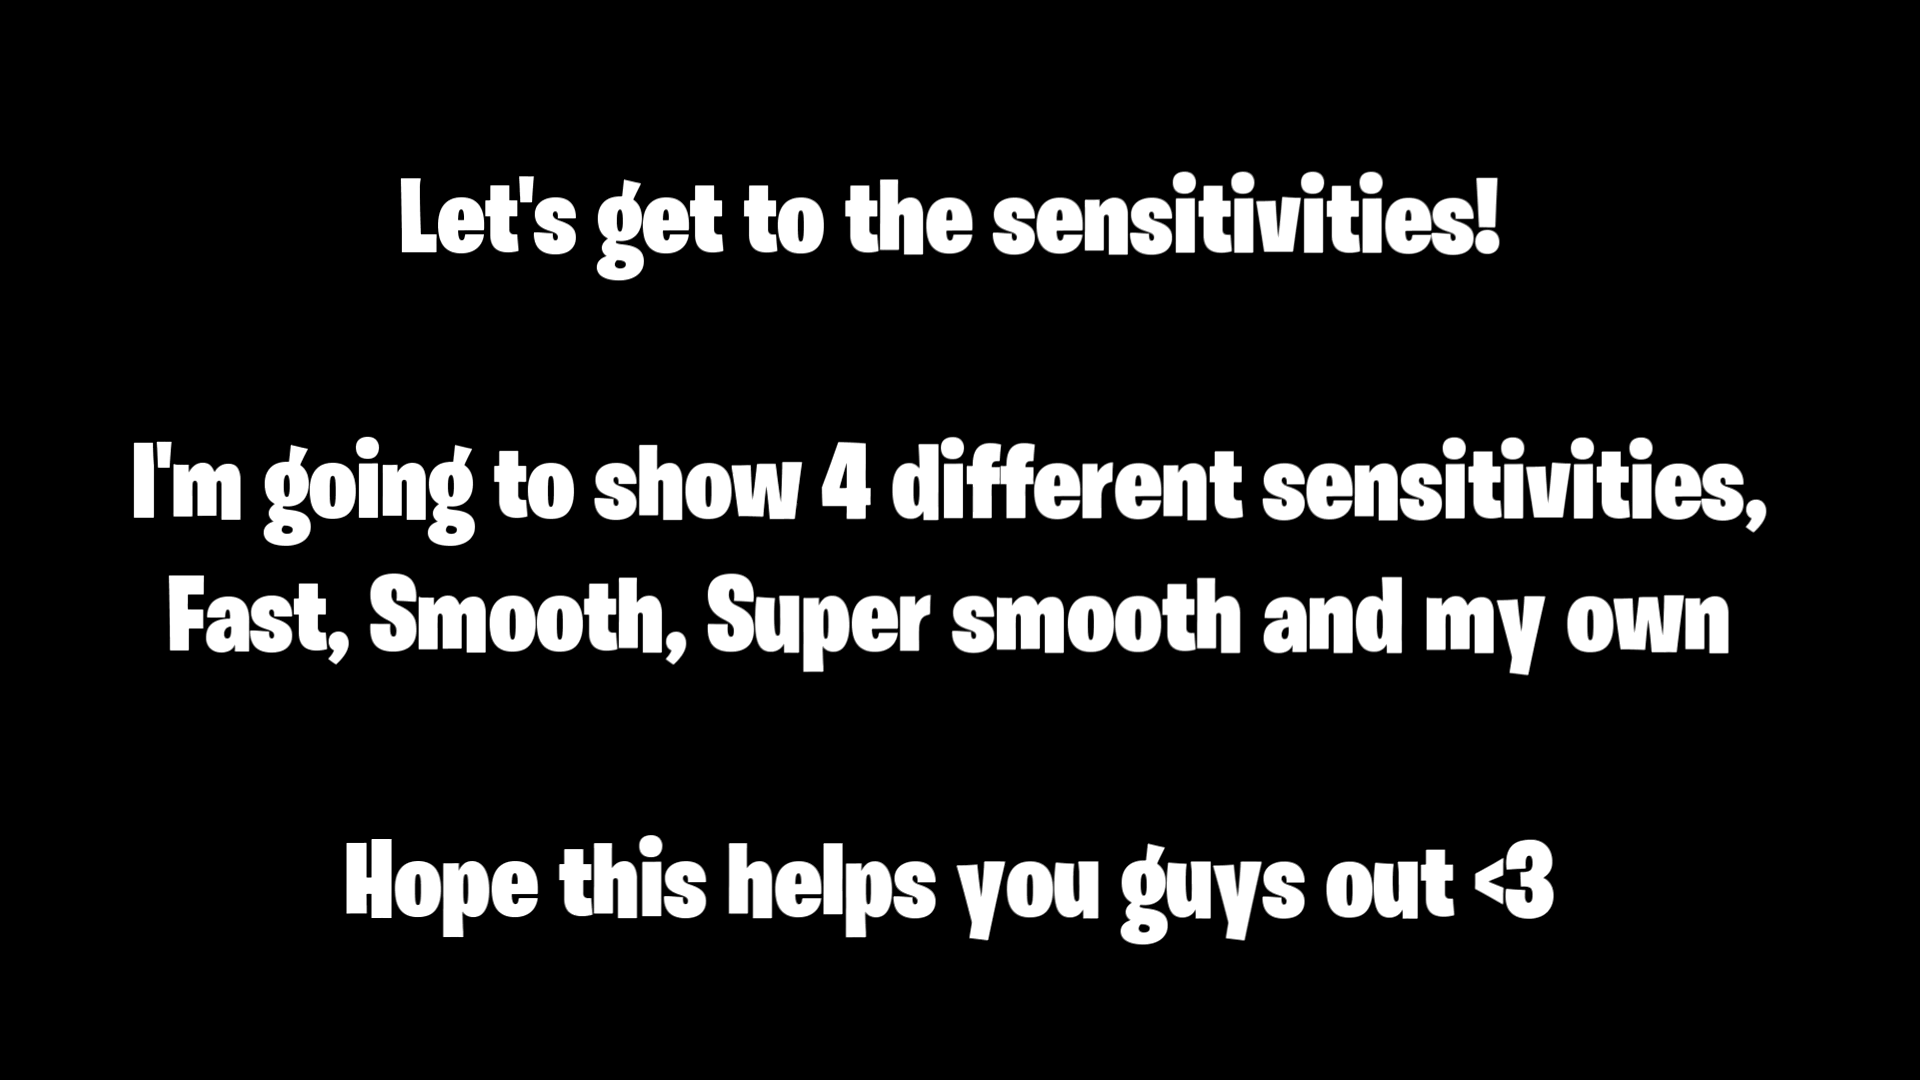 Let's get to the sensitivities!
I'm going to show 4 different sensitivities,
Fast, Smooth, Super smooth and my own
Hope this helps you guys out <3